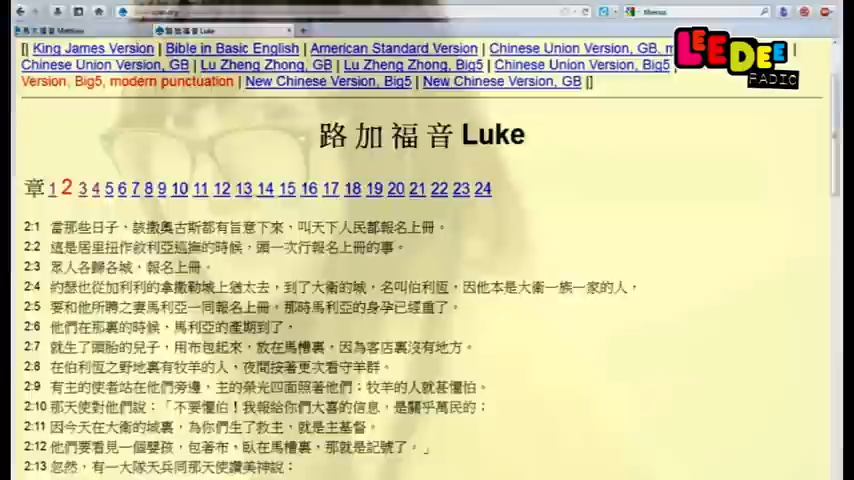 馬太福音 Matthew
路加福音 Luke
[| King James Version | Bible in Basic English | American Standard Version | Chinese Union Version, GB, m
Chinese Union Version, GB | Lu Zheng Zhong, GB | Lu Zheng Zhong, Big5 | Chinese Union Version, Big5
Version, Big5, modern punctuation | New Chinese Version, Big5 | New Chinese Version, GB |]
LEEDEE
RADIO
路加福音 Luke
章 1 2 3 4 5 6 7 8 9 10 11 12 13 14 15 16 17 18 19 20 21 22 23 24
2:1 當那些日子，該撒奧古斯都有旨意下來，叫天下人民都報名上冊。
2:2 這是居里扭作敘利亞巡撫的時候，頭一次行報名上冊的事。
2:3 眾人各歸各城，報名上冊。
2:4 約瑟也從加利利的拿撒勒城上猶太去，到了大衛的城，名叫伯利恆，因他本是大衛一族一家的人，
2:5 要和他所聘之妻馬利亞一同報名上冊。那時馬利亞的身孕已經重了。
2:6 他們在那裏的時候，馬利亞的產期到了，
2:7 就生了頭胎的兒子，用布包起來，放在馬槽裏，因為客店裏沒有地方。
2:8 在伯利恆之野地裏有牧羊的人，夜間按著更次看守羊群。
2:9 有主的使者站在他們旁邊，主的榮光四面照著他們；牧羊的人就甚懼怕。
2:10 那天使對他們說：「不要懼怕！我報給你們大喜的信息，是關乎萬民的；
2:11 因今天在大衛的城裏，為你們生了救主，就是主基督。
2:12 他們要看見一個嬰孩，包著布，臥在馬槽裏，那就是記號了。」
2:13 忽然，有一大隊天兵同那天使讚美神說：